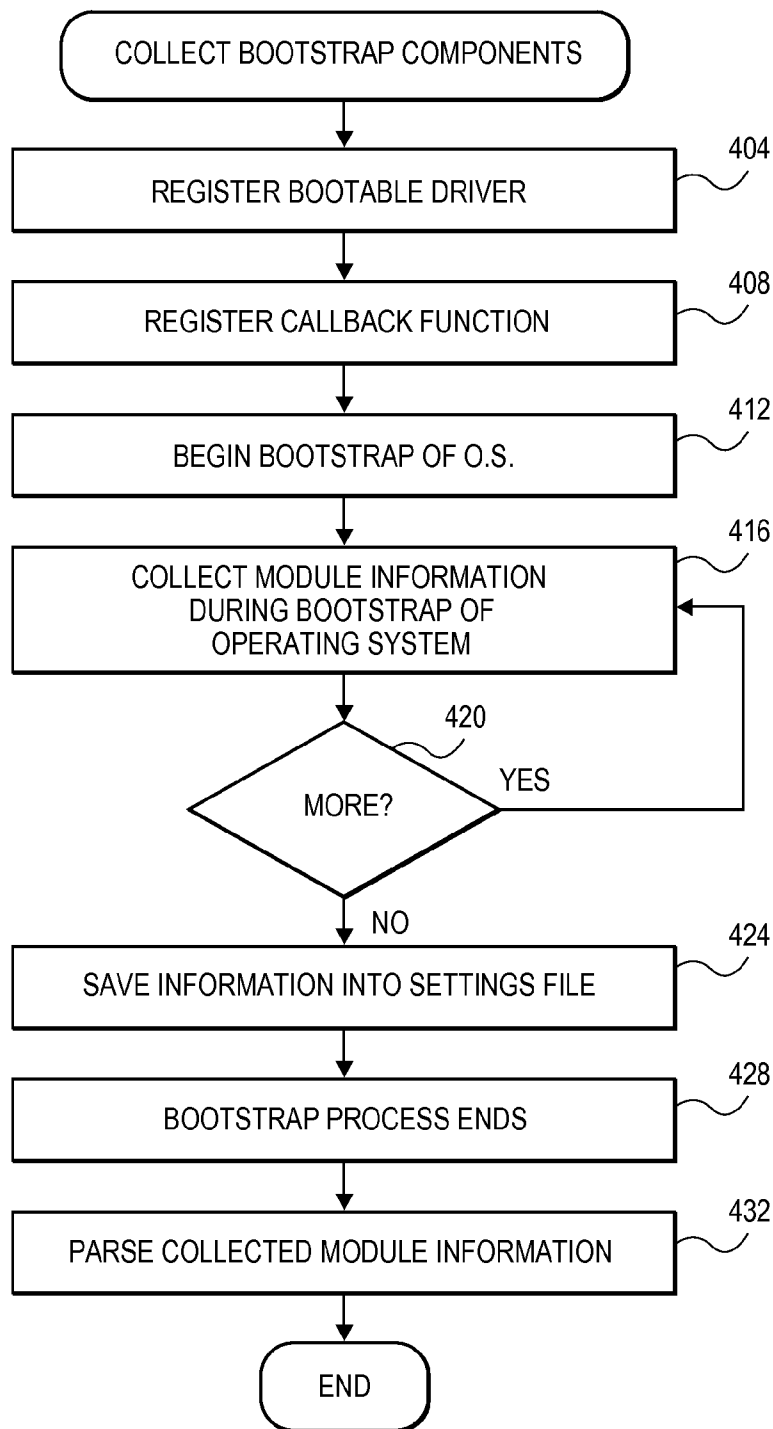 COLLECT BOOTSTRAP COMPONENTS
404
REGISTER BOOTABLE DRIVER
408
REGISTER CALLBACK FUNCTION
412
BEGIN BOOTSTRAP OF O.S.
416
COLLECT MODULE INFORMATION
DURING BOOTSTRAP OF
OPERATING SYSTEM
420
MORE?
YES
NO
424
SAVE INFORMATION INTO SETTINGS FILE
428
BOOTSTRAP PROCESS ENDS
432
PARSE COLLECTED MODULE INFORMATION
END